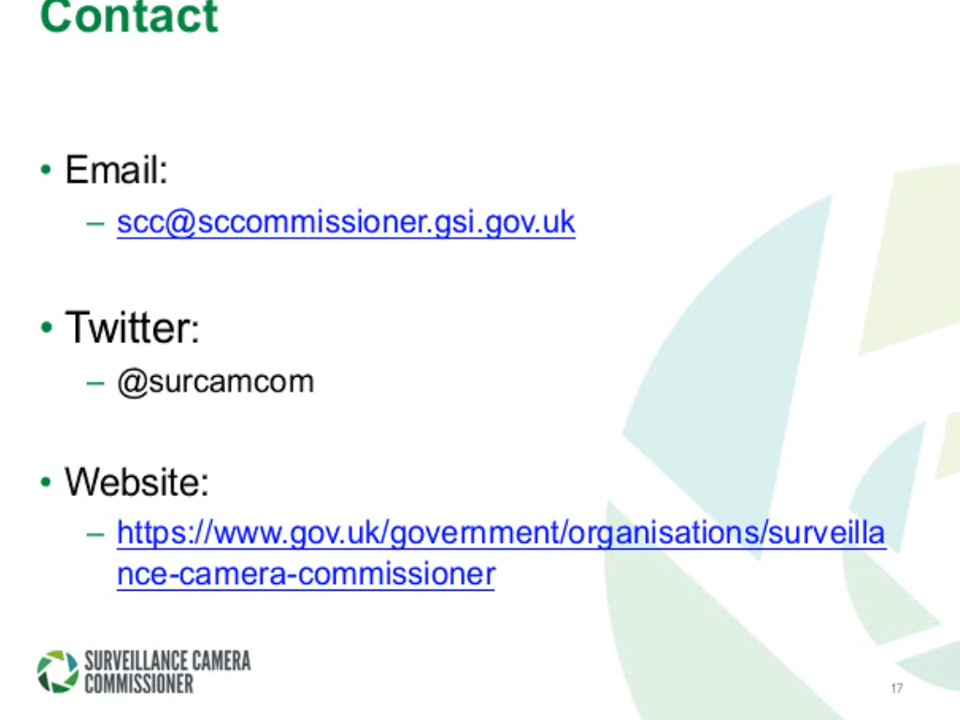 Contact
• Email:
– scc@sccommissioner.gsi.gov.uk
• Twitter:
– @surcamcom
• Website:
– https://www.gov.uk/government/organisations/surveilla
nce-camera-commissioner
SURVEILLANCE CAMERA
COMMISSIONER
17